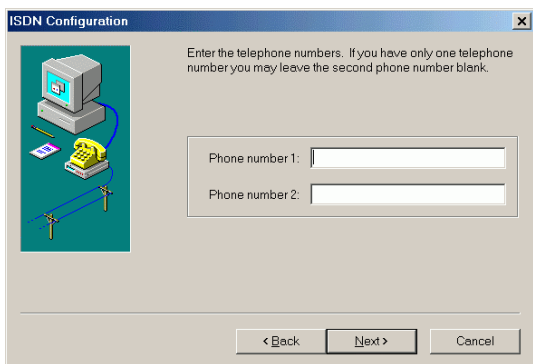 ISDN Configuration
Enter the telephone numbers. If you have only one telephone
number you may leave the second phone number blank.
Phone number 1:
Phone number 2:
< Back
Next >
Cancel